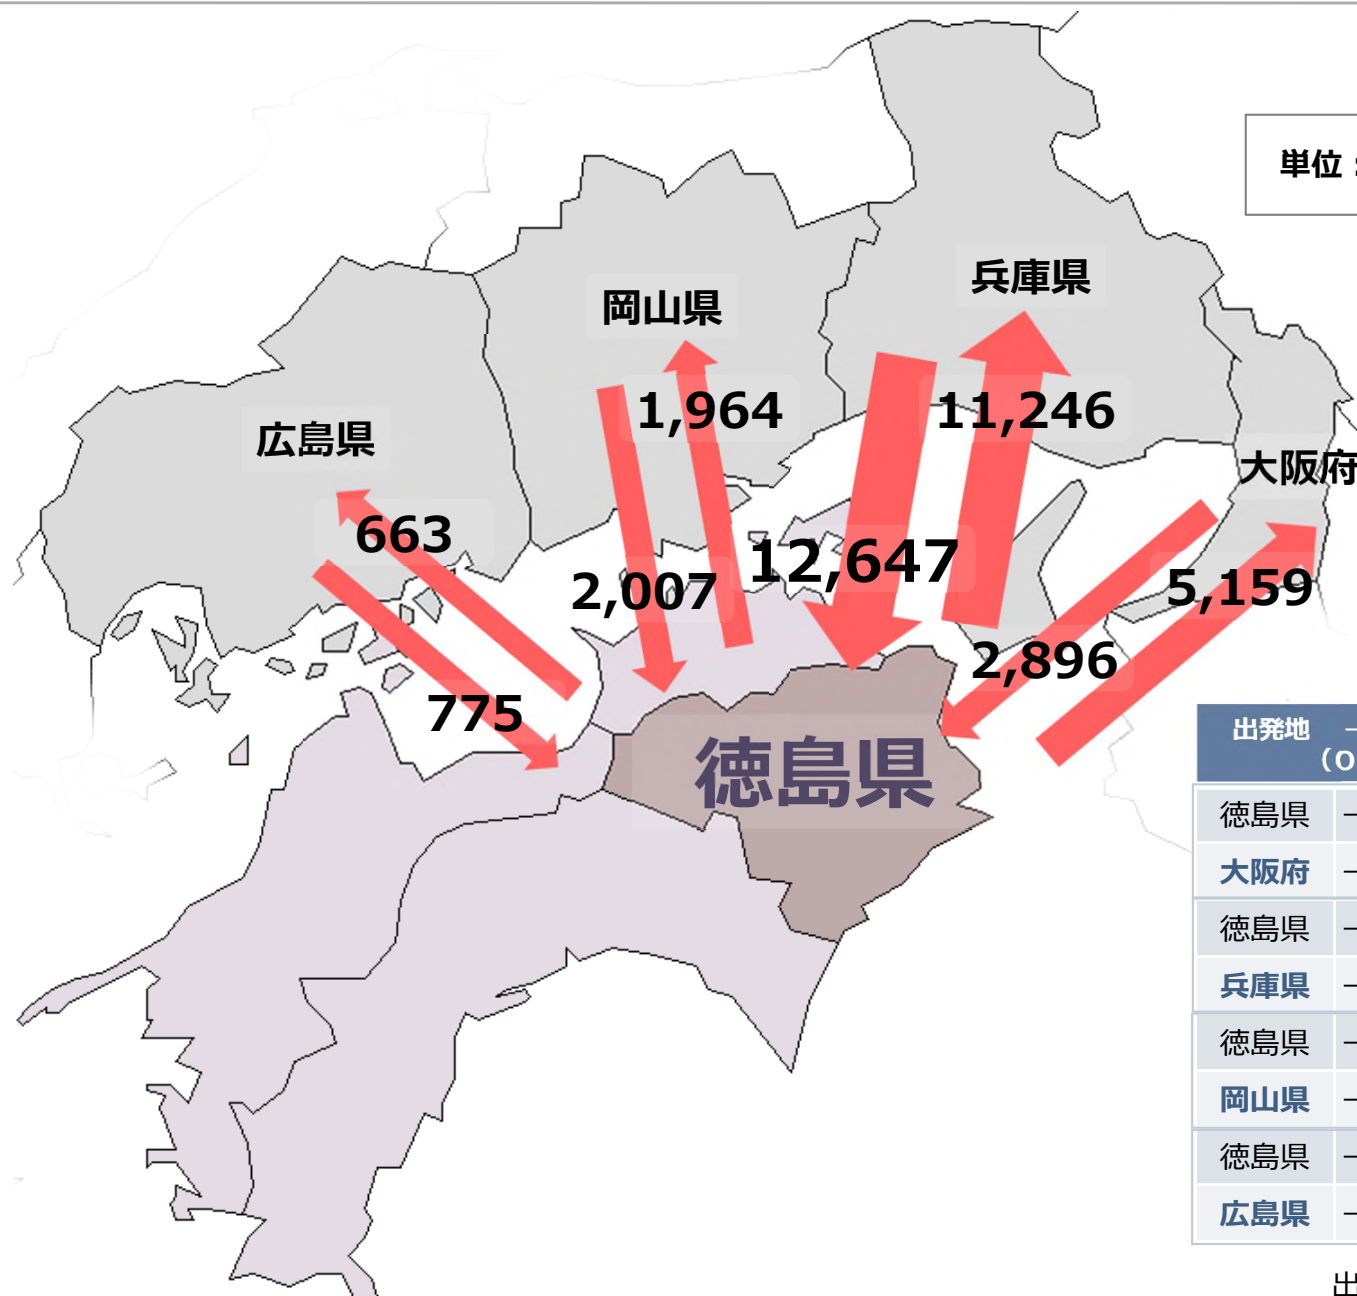 単位：
兵庫県
岡山県
1,964
11,246
広島県
大阪府
663
12,647
2,007
5,159
2,896
775
徳島県
出発地 −
（O
徳島県 −
大阪府 −
徳島県 −
兵庫県 −
徳島県 −
岡山県 −
徳島県 −
広島県 −
出